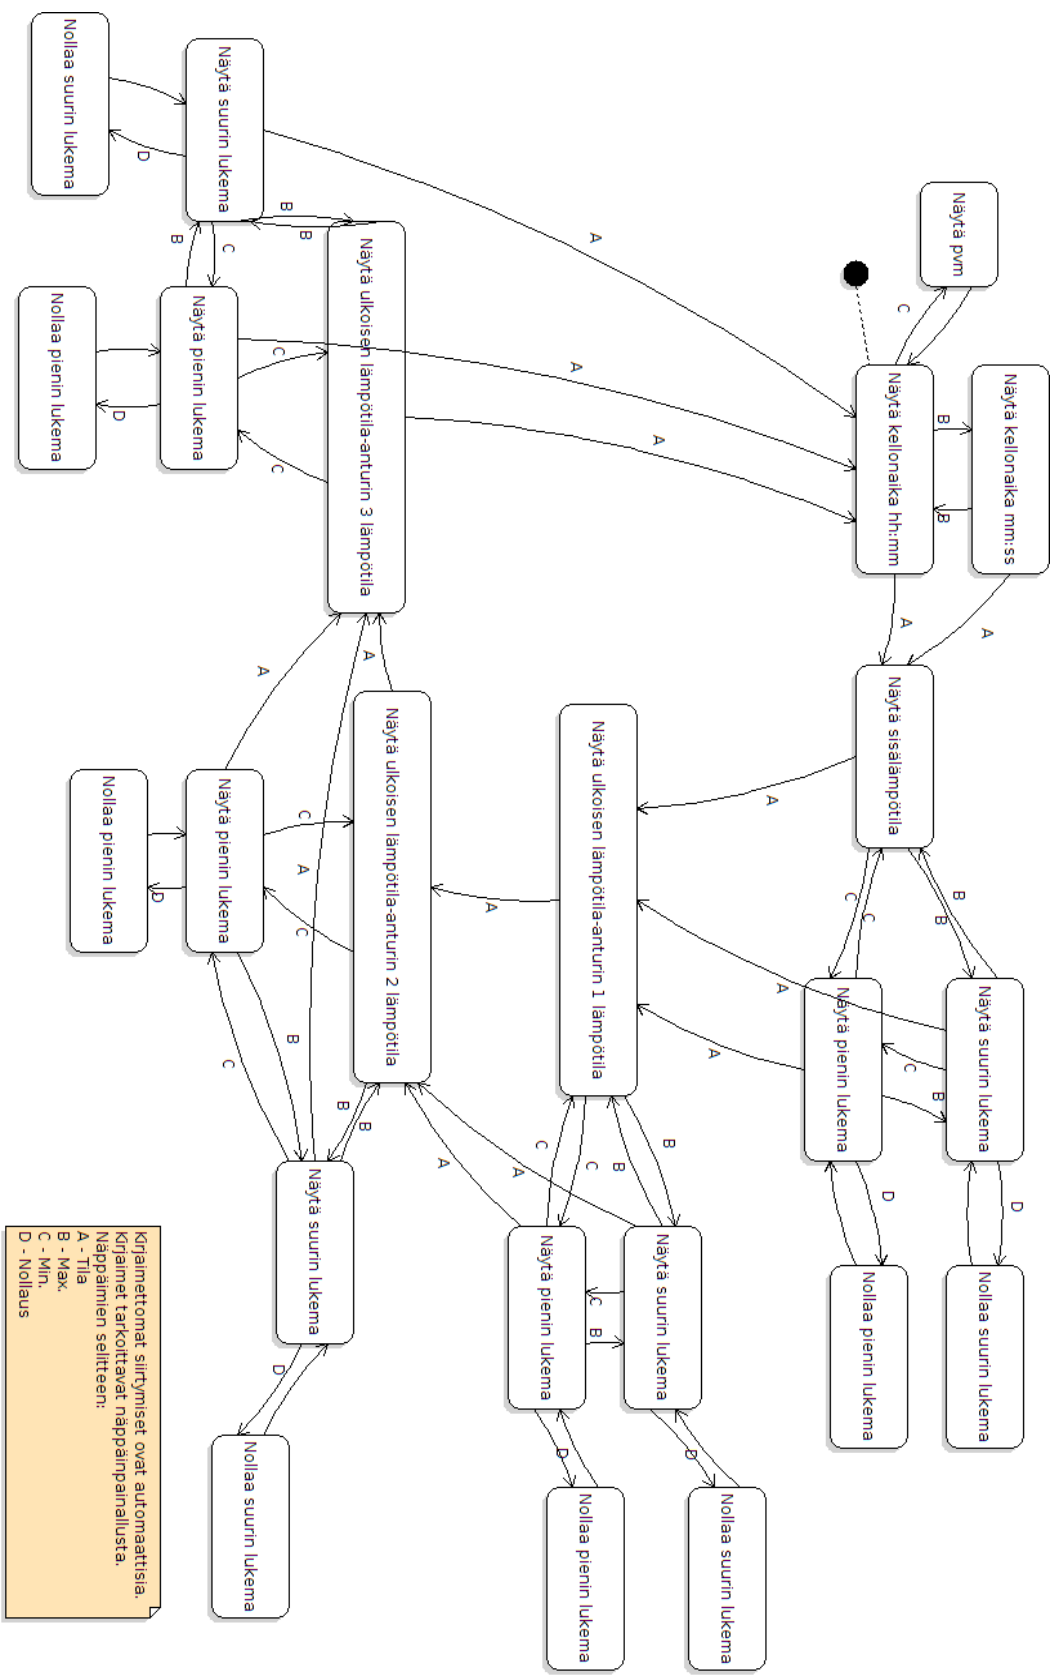 Näytä kellonaika mm:ss
D
A
Näytä suurin lukema
Nollaa suurin lukema
Näytä pvm
B
B
B
B
B
C
A
C
Näytä kellonaika hh:mm
Näytä sisälämpötila
D
C
C
Näytä pienin lukema
Nollaa pienin lukema
A
A
A
Nollaa suurin lukema
D
B
Näytä suurin lukema
A
B
Näytä ulkoisen lämpötila-anturin 1 lämpötila
A
C
B
C
Nollaa pienin lukema
A
D
Näytä pienin lukema
C
A
A
A
Näytä ulkoisen lämpötila-anturin 2 lämpötila
Näytä ulkoisen lämpötila-anturin 3 lämpötila
A
B
B
Näytä suurin lukema
B
C
A
C
B
B
C
C
D
A
Nollaa suurin lukema
C
C
Näytä suurin lukema
Näytä pienin lukema
Näytä pienin lukema
B
D
D
D
Nollaa pienin lukema
Nollaa suurin lukema
Nollaa pienin lukema
Kirjaimettomat siirtymiset ovat automaattisia.
Kirjaimet tarkoittavat näppäinpainallusta.
Näppäimien selitteen:
A - Tila
B - Max.
C - Min.
D - Nollaus